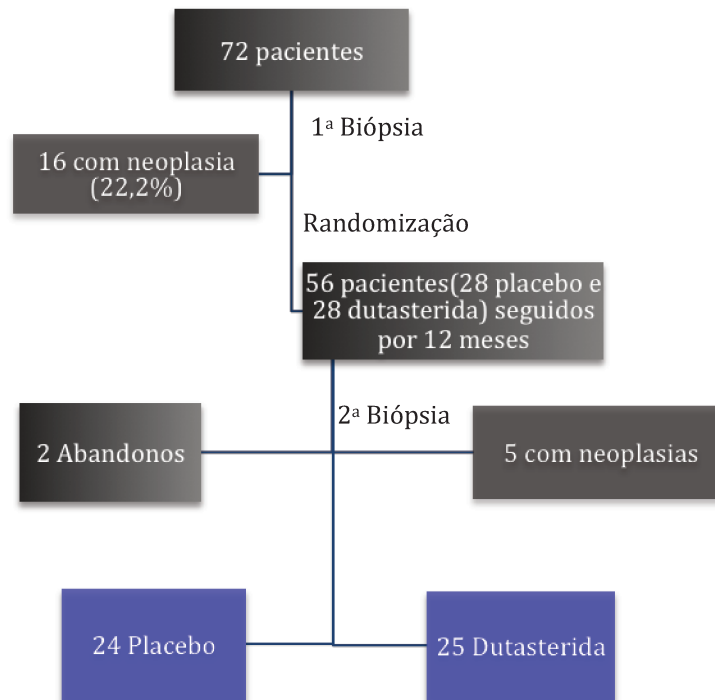 72 pacientes
1ª Biópsia
16 com neoplasia
(22,2%)
Randomização
56 pacientes(28 placebo e
28 dutasterida) seguidos
por 12 meses
2ª Biópsia
2 Abandonos
5 com neoplasias
24 Placebo
25 Dutasterida